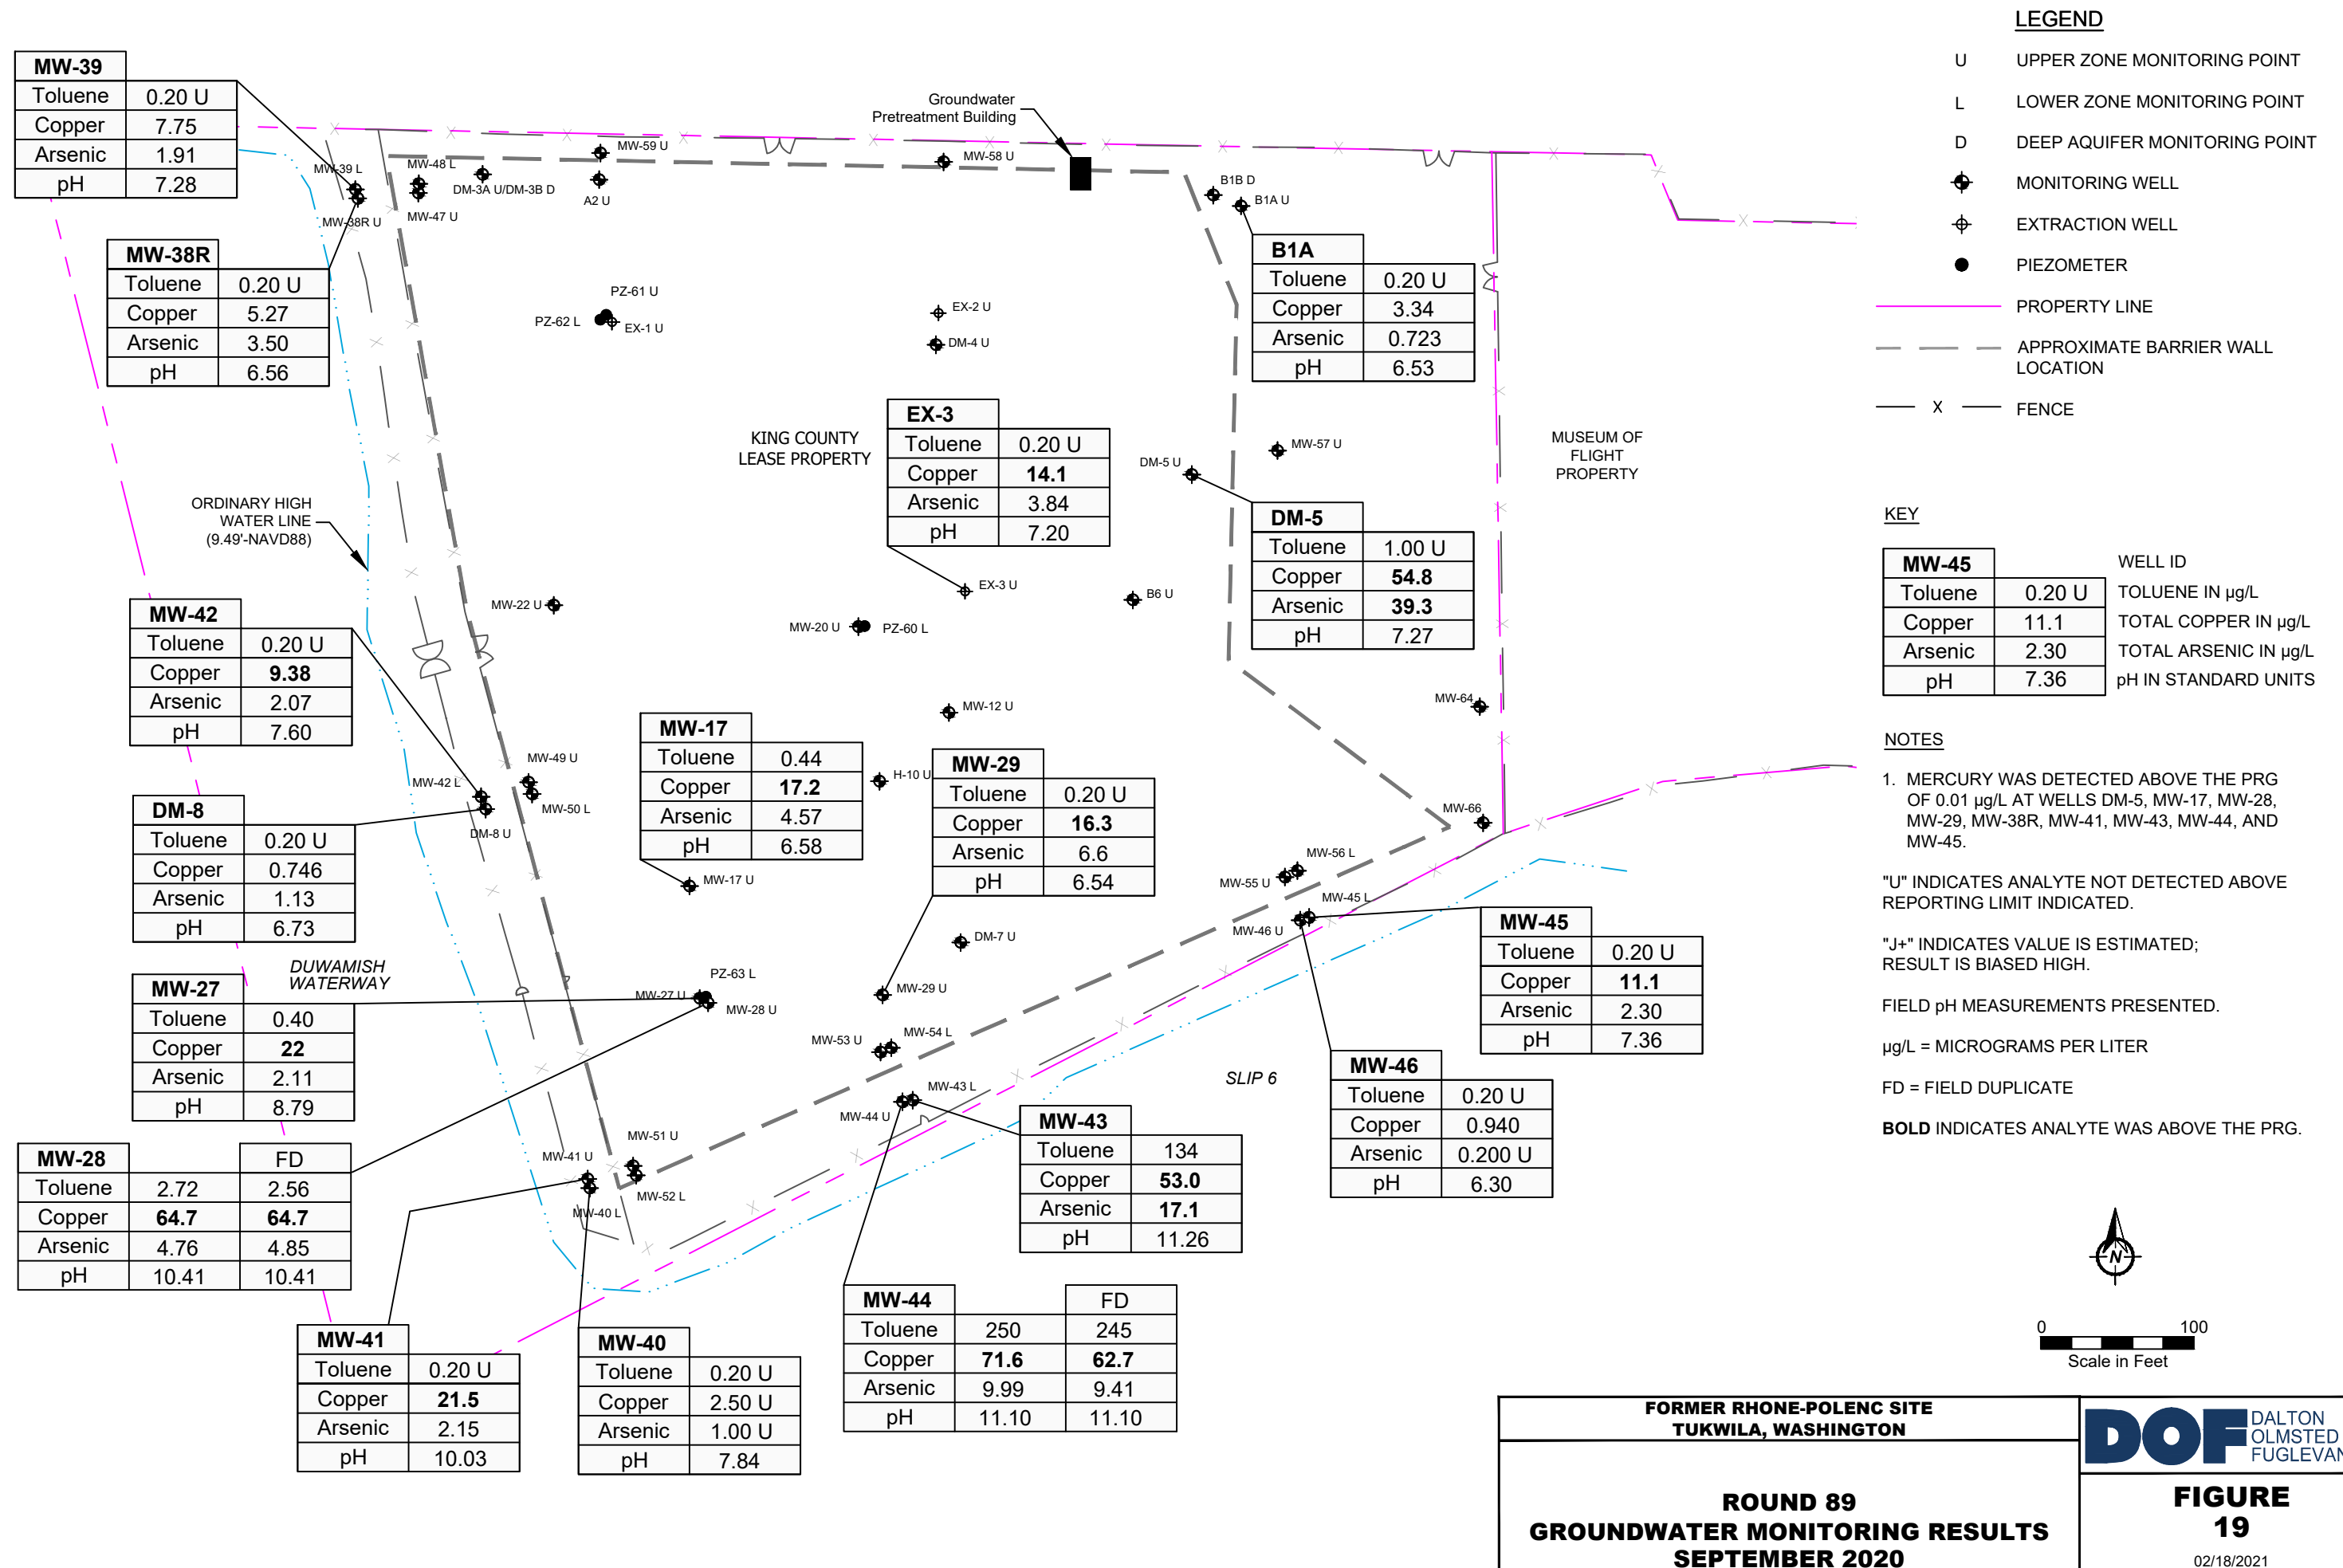 MW-39
Toluene 0.20 U
Copper 7.75
Arsenic 1.91
pH 7.28
MW-38R
Toluene 0.20 U
Copper 5.27
Arsenic 3.50
pH 6.56
MW-39 L
MW-38R U
MW-48 L
MW-47 U
DM-3A U/DM-3B D
MW-59 U
A2 U
Groundwater
Pretreatment Building
MW-58 U
B1B D
B1A U
B1A
Toluene 0.20 U
Copper 3.34
Arsenic 0.723
pH 6.53
PZ-61 U
PZ-62 L
EX-1 U
EX-2 U
DM-4 U
KING COUNTY
LEASE PROPERTY
EX-3
Toluene 0.20 U
Copper 14.1
Arsenic 3.84
pH 7.20
MW-57 U
DM-5 U
MUSEUM OF
FLIGHT
PROPERTY
DM-5
Toluene 1.00 U
Copper 54.8
Arsenic 39.3
pH 7.27
ORDINARY HIGH
WATER LINE
(9.49'-NAVD88)
MW-22 U
EX-3 U
B6 U
MW-20 U
PZ-60 L
MW-42
Toluene 0.20 U
Copper 9.38
Arsenic 2.07
pH 7.60
MW-12 U
MW-64
MW-17
Toluene 0.44
Copper 17.2
Arsenic 4.57
pH 6.58
H-10 U
MW-29
Toluene 0.20 U
Copper 16.3
Arsenic 6.6
pH 6.54
MW-49 U
MW-42 L
MW-50 L
DM-8 U
DM-8
Toluene 0.20 U
Copper 0.746
Arsenic 1.13
pH 6.73
MW-66
MW-17 U
MW-56 L
MW-55 U
MW-45 L
MW-46 U
DM-7 U
MW-45
Toluene 0.20 U
Copper 11.1
Arsenic 2.30
pH 7.36
DUWAMISH
WATERWAY
MW-27
Toluene 0.40
Copper 22
Arsenic 2.11
pH 8.79
PZ-63 L
MW-27 U
MW-28 U
MW-29 U
MW-53 U
MW-54 L
SLIP 6
MW-46
Toluene 0.20 U
Copper 0.940
Arsenic 0.200 U
pH 6.30
MW-43 L
MW-44 U
MW-43
Toluene 134
Copper 53.0
Arsenic 17.1
pH 11.26
MW-28 FD
Toluene 2.72 2.56
Copper 64.7 64.7
Arsenic 4.76 4.85
pH 10.41 10.41
MW-51 U
MW-41 U
MW-52 L
MW-40 L
MW-44 FD
Toluene 250 245
Copper 71.6 62.7
Arsenic 9.99 9.41
pH 11.10 11.10
MW-41
Toluene 0.20 U
Copper 21.5
Arsenic 2.15
pH 10.03
MW-40
Toluene 0.20 U
Copper 2.50 U
Arsenic 1.00 U
pH 7.84
LEGEND
U UPPER ZONE MONITORING POINT
L LOWER ZONE MONITORING POINT
D DEEP AQUIFER MONITORING POINT
MONITORING WELL
EXTRACTION WELL
PIEZOMETER
PROPERTY LINE
APPROXIMATE BARRIER WALL
LOCATION
X FENCE
KEY
MW-45 WELL ID
Toluene 0.20 U TOLUENE IN µg/L
Copper 11.1 TOTAL COPPER IN µg/L
Arsenic 2.30 TOTAL ARSENIC IN µg/L
pH 7.36 pH IN STANDARD UNITS
NOTES
1. MERCURY WAS DETECTED ABOVE THE PRG
OF 0.01 µg/L AT WELLS DM-5, MW-17, MW-28,
MW-29, MW-38R, MW-41, MW-43, MW-44, AND
MW-45.
"U" INDICATES ANALYTE NOT DETECTED ABOVE
REPORTING LIMIT INDICATED.
"J+" INDICATES VALUE IS ESTIMATED;
RESULT IS BIASED HIGH.
FIELD pH MEASUREMENTS PRESENTED.
µg/L = MICROGRAMS PER LITER
FD = FIELD DUPLICATE
BOLD INDICATES ANALYTE WAS ABOVE THE PRG.
N
0 100
Scale in Feet
FORMER RHONE-POLENC SITE
TUKWILA, WASHINGTON
ROUND 89
GROUNDWATER MONITORING RESULTS
SEPTEMBER 2020
DOF
DALTON
OLMSTED
FUGLEVAN
FIGURE
19
02/18/2021